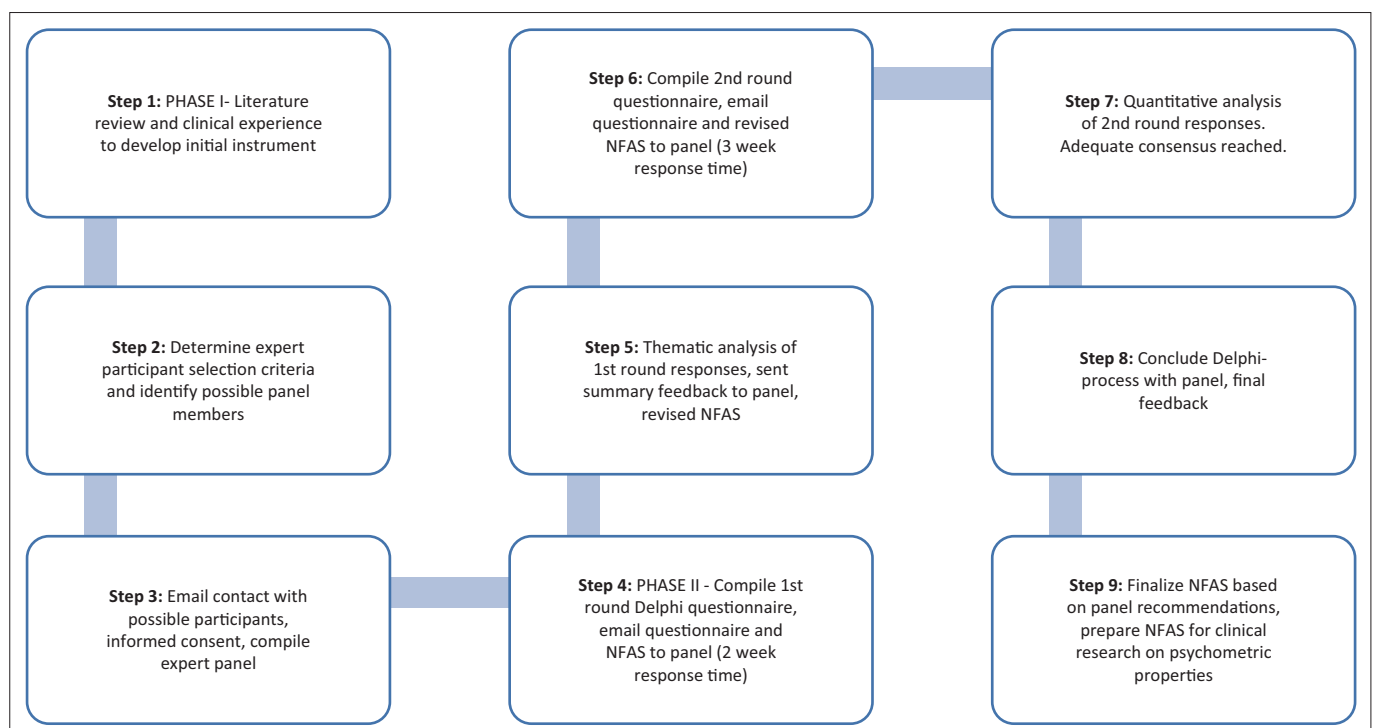 Step 1: PHASE I- Literature
review and clinical experience
to develop initial instrument
Step 2: Determine expert
participant selection criteria
and identify possible panel
members
Step 3: Email contact with
possible participants,
informed consent, compile
expert panel
Step 4: PHASE II - Compile 1st
round Delphi questionnaire,
email questionnaire and
NFAS to panel (2 week
response time)
Step 5: Thematic analysis of
1st round responses, sent
summary feedback to panel,
revised NFAS
Step 6: Compile 2nd round
questionnaire, email
questionnaire and revised
NFAS to panel (3 week
response time)
Step 7: Quantitative analysis
of 2nd round responses.
Adequate consensus reached.
Step 8: Conclude Delphi-
process with panel, final
feedback
Step 9: Finalize NFAS based
on panel recommendations,
prepare NFAS for clinical
research on psychometric
properties